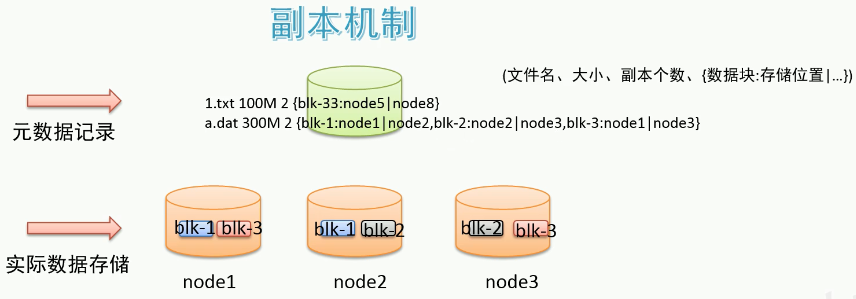 副本机制
(文件名、大小、副本个数、{数据块:存储位置|...})
1.txt 100M 2 {blk-33:node5|node8}
a.dat 300M 2 {blk-1:node1|node2,blk-2:node2|node3,blk-3:node1|node3}
元数据记录
blk-1 blk-3 blk-1 blk-2 blk-2 blk-3
实际数据存储
node1 node2 node3